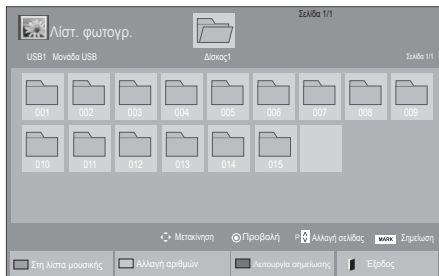 Σελίδα 1/1
Λίστ. φωτογρ.
USB1 Μονάδα USB Δίσκος1 Σελίδα 1/1
001 002 003 004 005 006 007 008 009
010 011 012 013 014 015
Μετακίνηση Προβολή P Αλλαγή σελίδας MARK Σημείωση
Στη λίστα μουσικής Αλλαγή αριθμών Λειτουργία σημείωσης Έξοδος